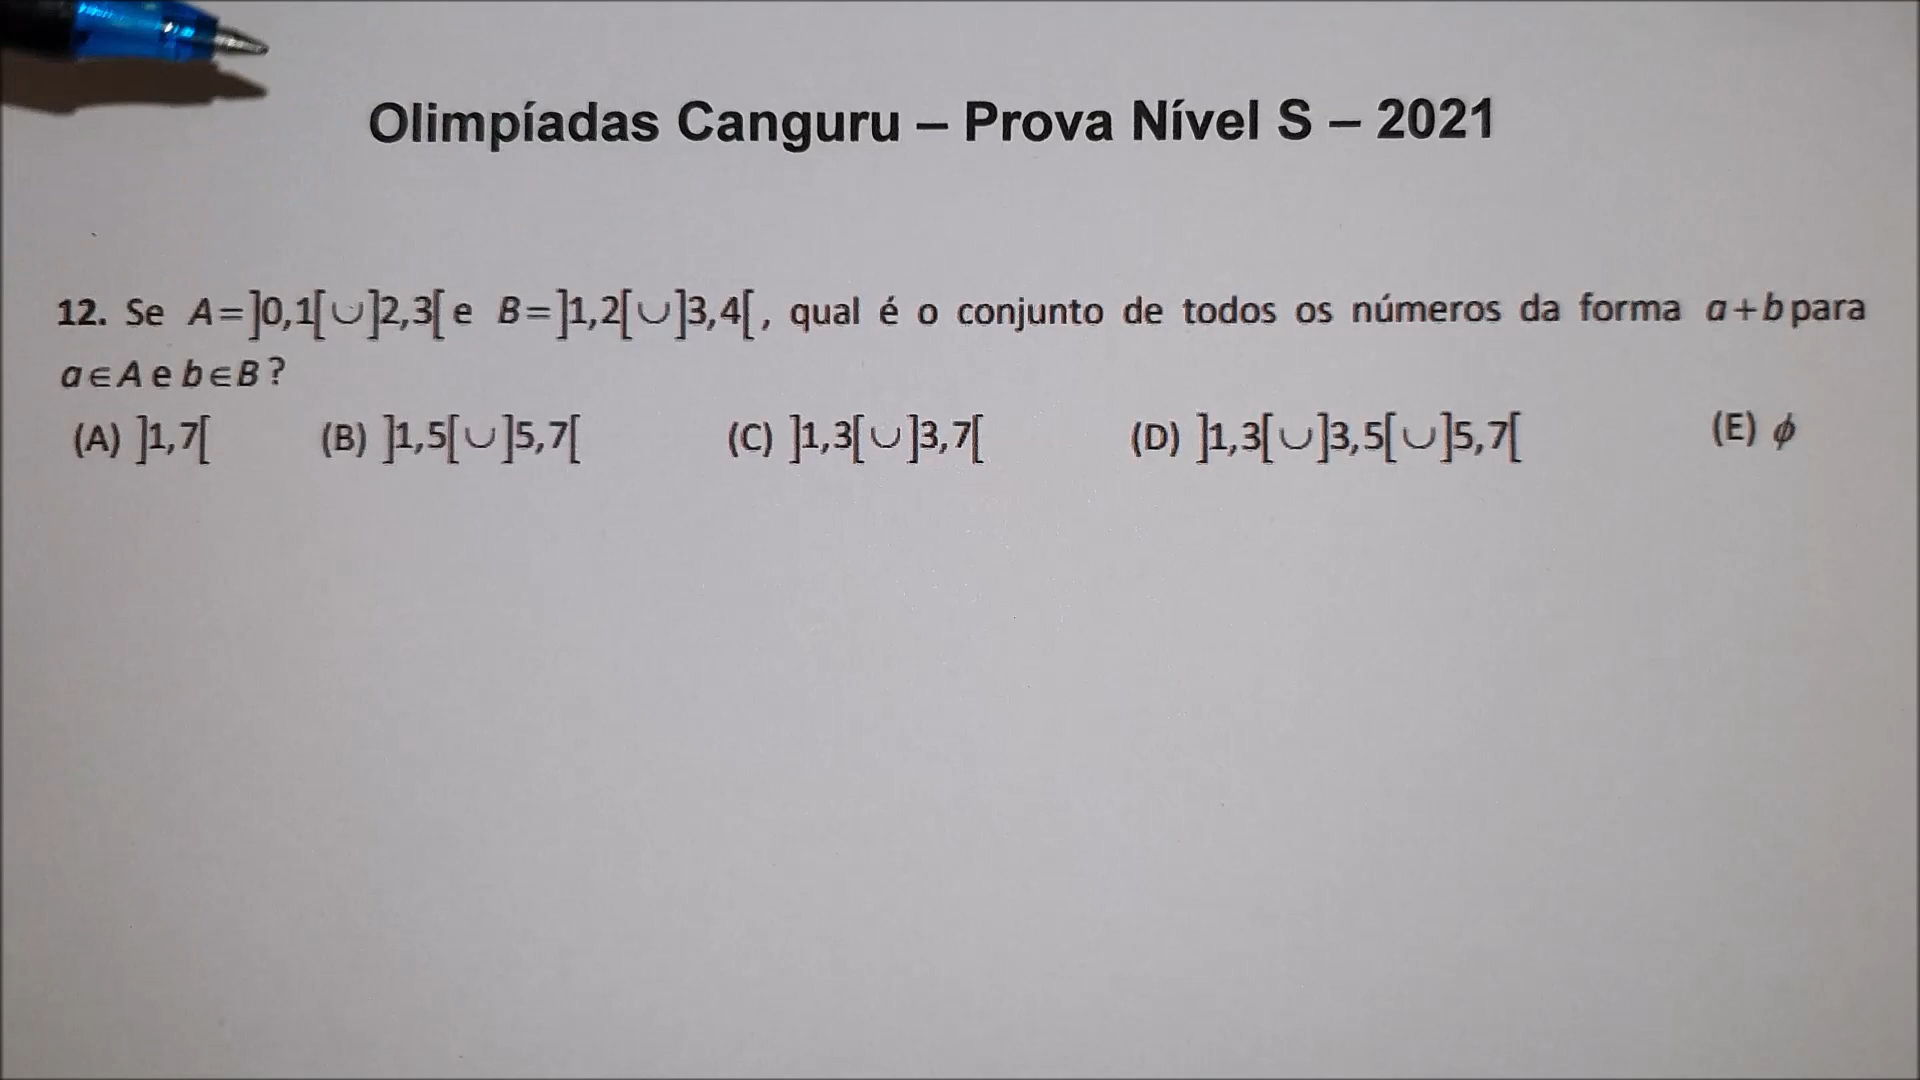 Olimpíadas Canguru – Prova Nível S – 2021
12. Se A=]0,1[∪]2,3[ e B=]1,2[∪]3,4[, qual é o conjunto de todos os números da forma a+b para
a∈A e b∈B?
(A) ]1,7[ (B) ]1,5[∪]5,7[ (C) ]1,3[∪]3,7[ (D) ]1,3[∪]3,5[∪]5,7[ (E) ϕ